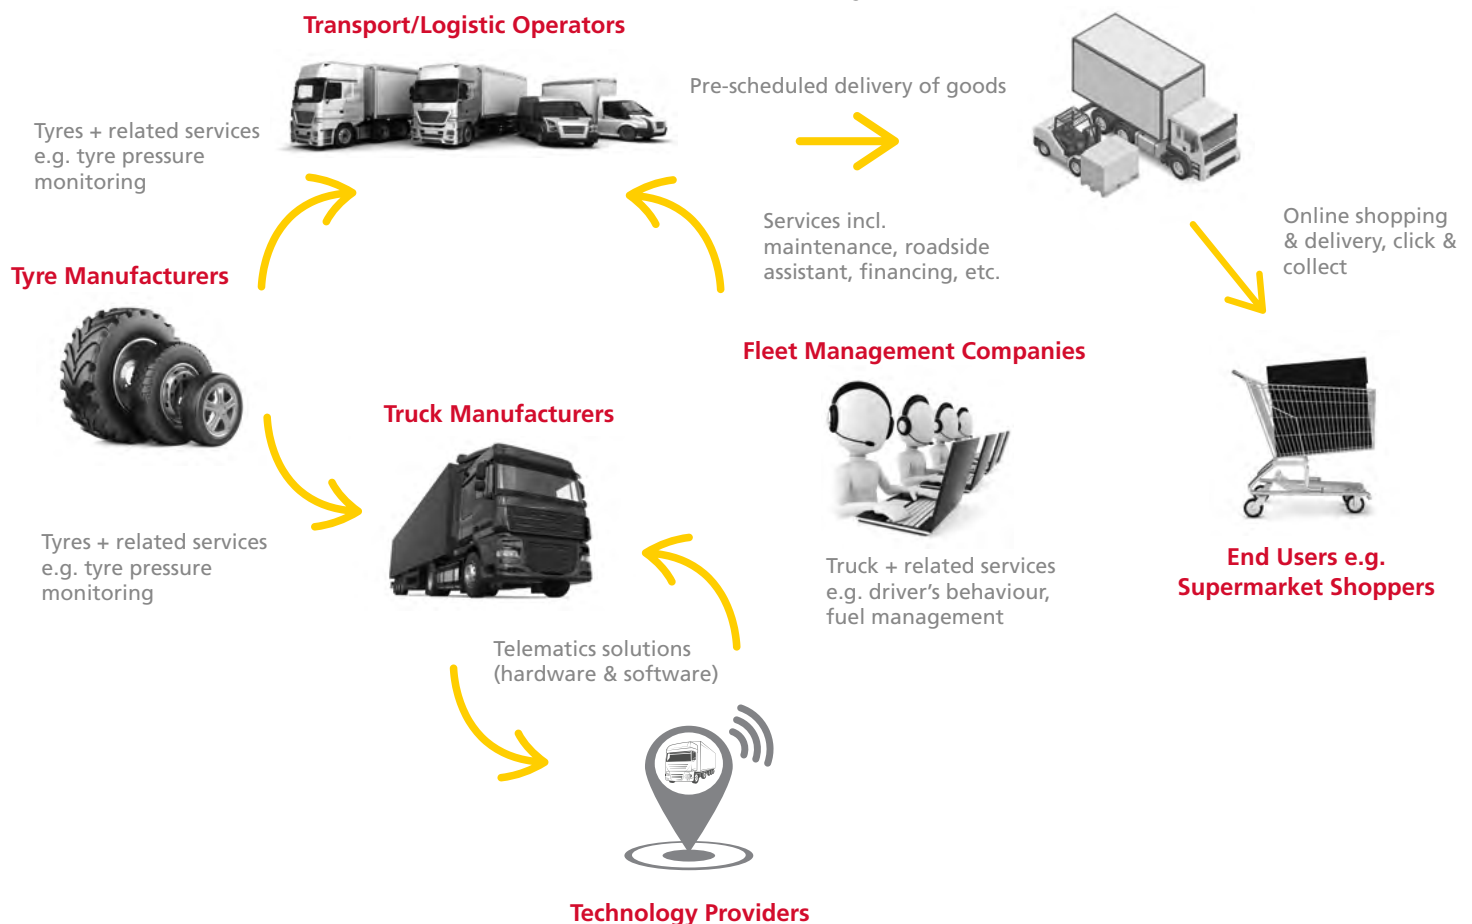 Transport/Logistic Operators
Pre-scheduled delivery of goods
Tyres + related services
e.g. tyre pressure
monitoring
Services incl.
maintenance, roadside
assistant, financing, etc.
Online shopping
& delivery, click &
collect
Tyre Manufacturers
Fleet Management Companies
Truck Manufacturers
Tyres + related services
e.g. tyre pressure
monitoring
Truck + related services
e.g. driver’s behaviour,
fuel management
End Users e.g.
Supermarket Shoppers
Telematics solutions
(hardware & software)
Technology Providers